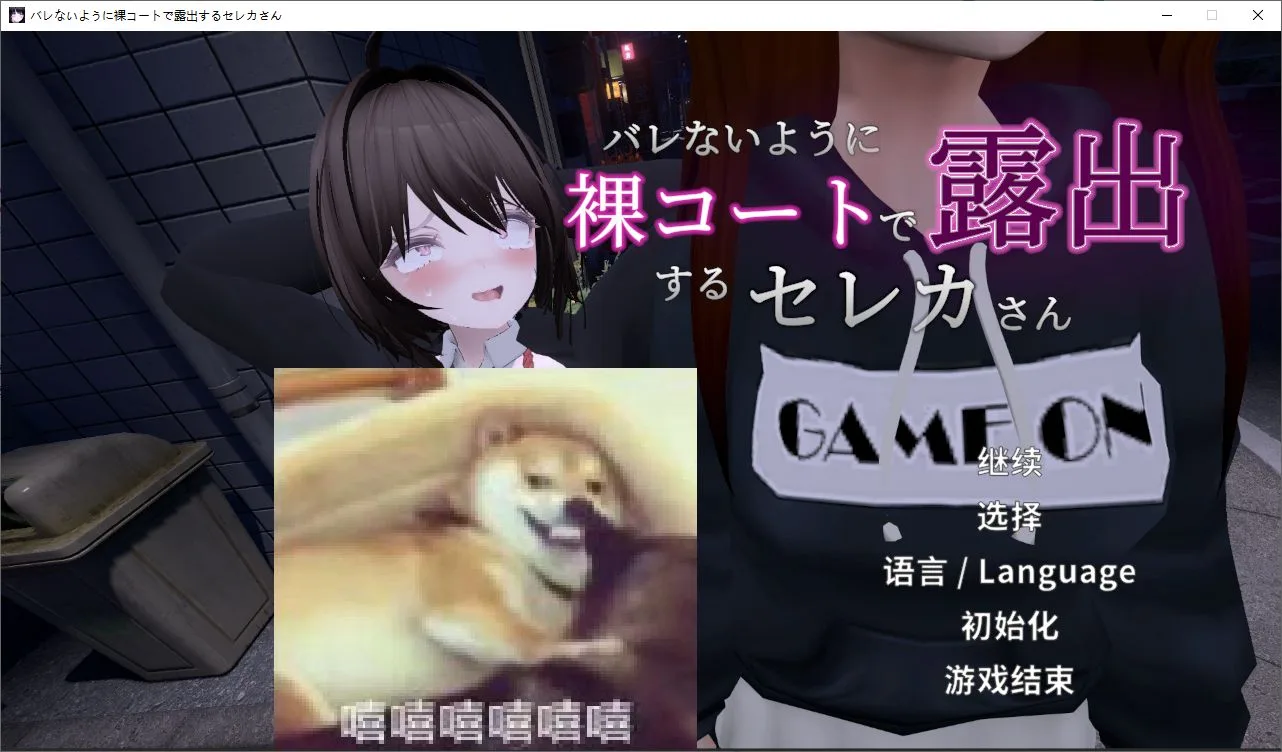 バレないように裸コートで露出するセレカさん
バレないように
裸コートで露出
するセレカさん
GAME ON
继续
选择
语言 / Language
初始化
游戏结束
嘻嘻嘻嘻嘻嘻